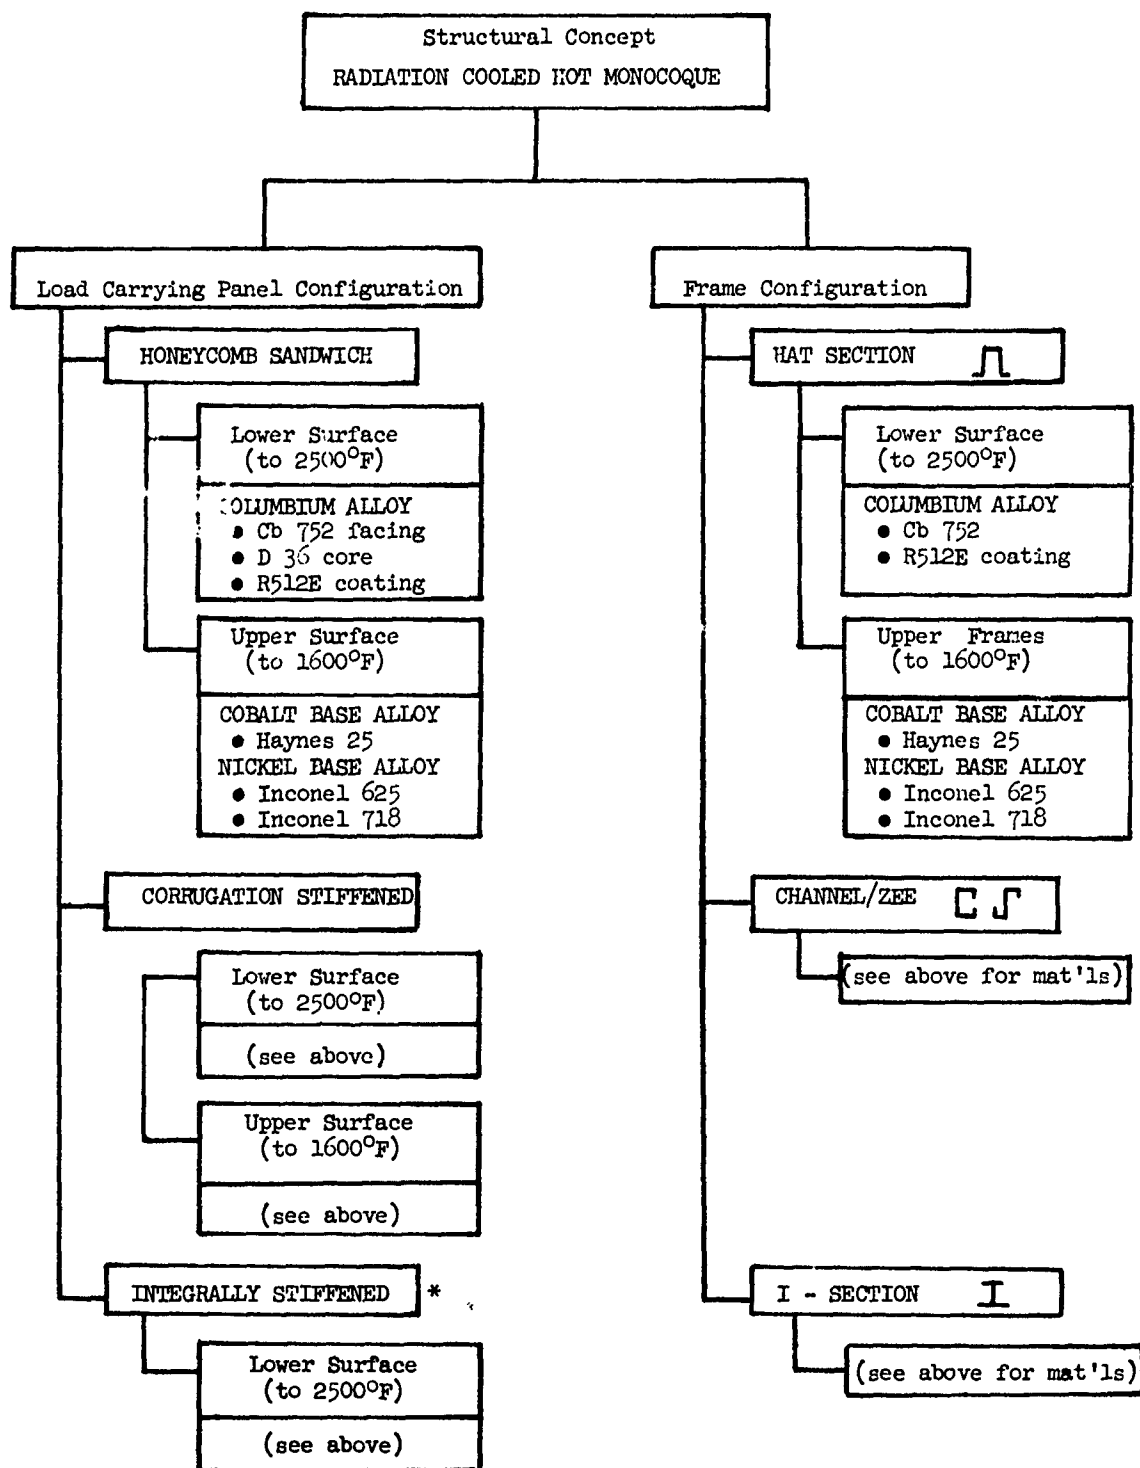 Structural Concept
RADIATION COOLED HOT MONOCOQUE
Load Carrying Panel Configuration
HONEYCOMB SANDWICH
Lower Surface
(to 2500°F)
COLUMBIUM ALLOY
● Cb 752 facing
● D 36 core
● R512E coating
Upper Surface
(to 1600°F)
COBALT BASE ALLOY
● Haynes 25
NICKEL BASE ALLOY
● Inconel 625
● Inconel 718
CORRUGATION STIFFENED
Lower Surface
(to 2500°F)
(see above)
Upper Surface
(to 1600°F)
(see above)
INTEGRALLY STIFFENED *
Lower Surface
(to 2500°F)
(see above)
Frame Configuration
HAT SECTION
Lower Surface
(to 2500°F)
COLUMBIUM ALLOY
● Cb 752
● R512E coating
Upper Frames
(to 1600°F)
COBALT BASE ALLOY
● Haynes 25
NICKEL BASE ALLOY
● Inconel 625
● Inconel 718
CHANNEL/ZEE
(see above for mat'ls)
I - SECTION
(see above for mat'ls)